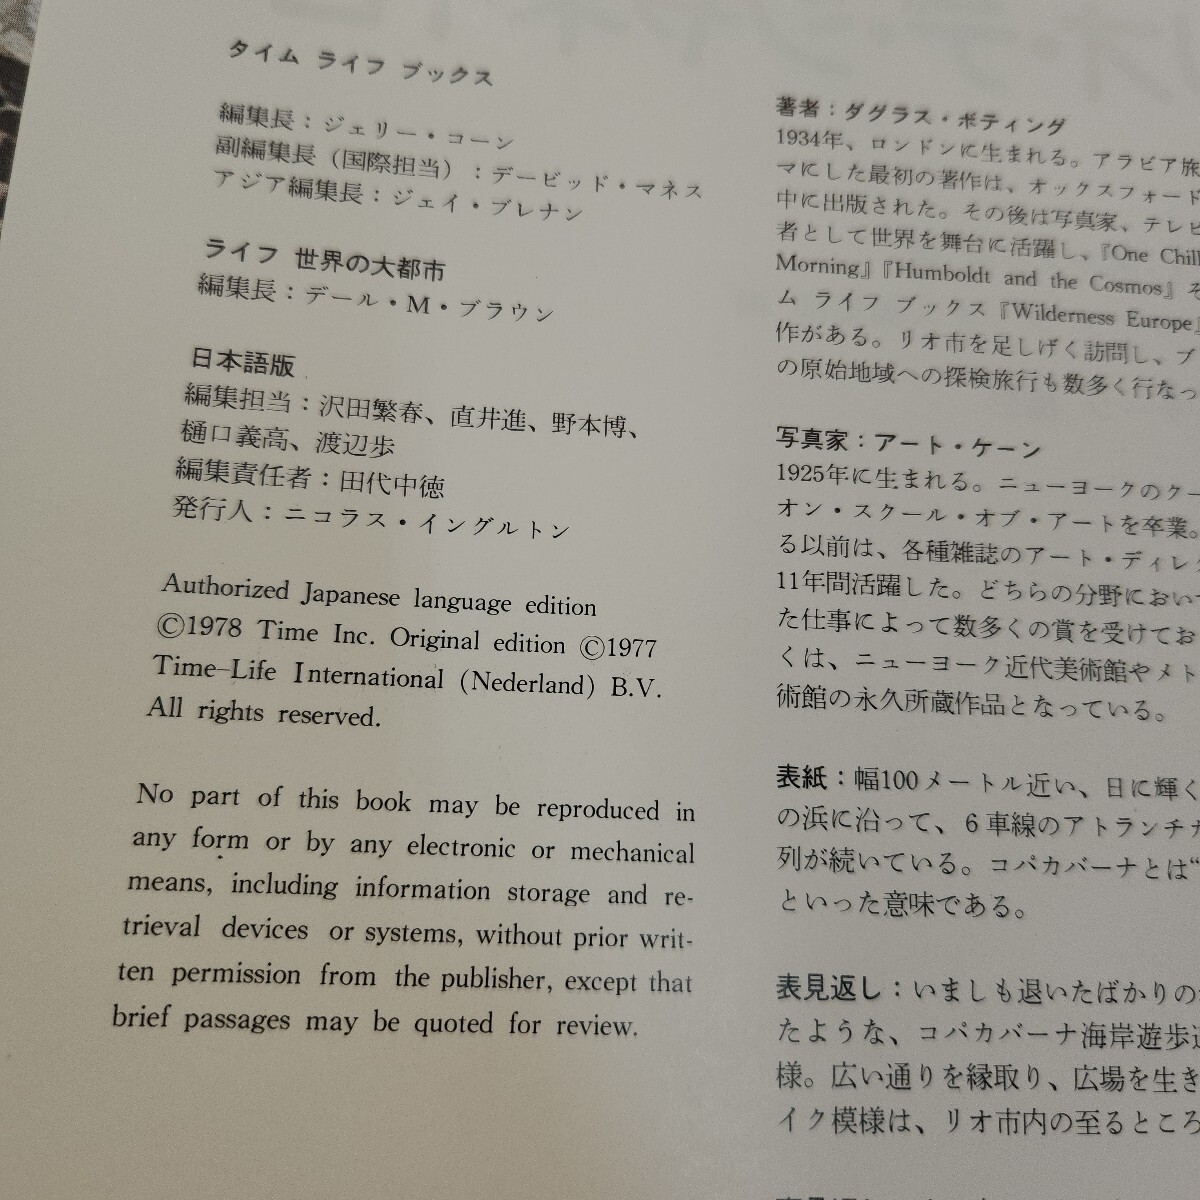 タイム ライフ ブックス
編集長：ジェリー・コーン
副編集長（国際担当）：デービッド・マネス
アジア編集長：ジェイ・ブレナン
ライフ 世界の大都市
編集長：デール・M・ブラウン
日本語版
編集担当：沢田繁春、直井進、野本博、
樋口義高、渡辺歩
編集責任者：田代中徳
発行人：ニコラス・イングルトン
Authorized Japanese language edition
©1978 Time Inc. Original edition ©1977
Time-Life International (Nederland) B.V.
All rights reserved.
No part of this book may be reproduced in
any form or by any electronic or mechanical
means, including information storage and re-
trieval devices or systems, without prior writ-
ten permission from the publisher, except that
brief passages may be quoted for review.
著者：ダグラス・ボティング
1934年、ロンドンに生まれる。アラビア旅
マにした最初の著作は、オックスフォード
中に出版された。その後は写真家、テレビ
者として世界を舞台に活躍し、『One Chill
Morning』『Humboldt and the Cosmos』そ
ム ライフ ブックス『Wilderness Europe』
作がある。リオ市を足しげく訪問し、ブ
の原始地域への探検旅行も数多く行なっ
写真家：アート・ケーン
1925年に生まれる。ニューヨークのクー
オン・スクール・オブ・アートを卒業。
る以前は、各種雑誌のアート・ディレク
11年間活躍した。どちらの分野において
た仕事によって数多くの賞を受けてお
くは、ニューヨーク近代美術館やメト
術館の永久所蔵作品となっている。
表紙：幅100メートル近い、日に輝く
の浜に沿って、6車線のアトランチカ
列が続いている。コパカバーナとは“
といった意味である。
表見返し：いましも退いたばかりの
たような、コパカバーナ海岸遊歩道
様。広い通りを縁取り、広場を生き
イク模様は、リオ市内の至るところ